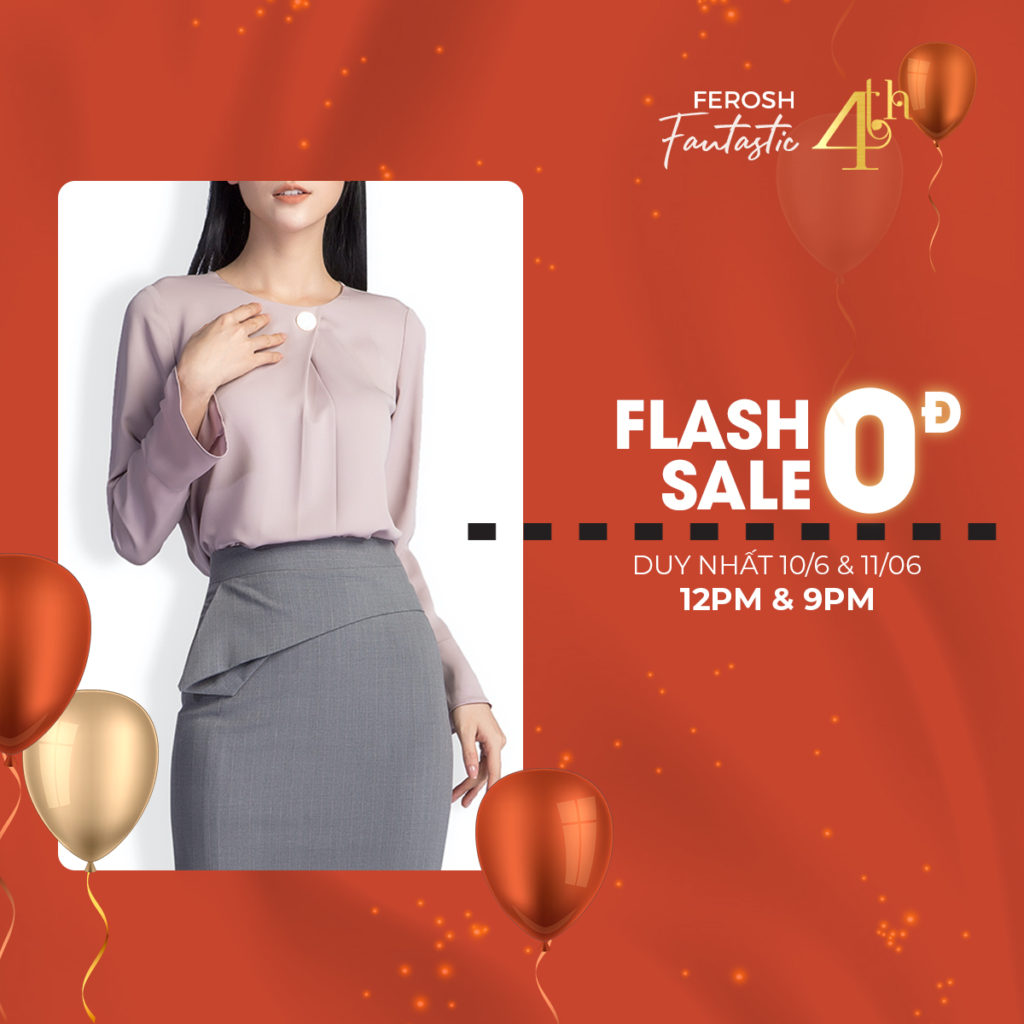 FEROSH
Fantastic 4th
FLASH
SALE 0Đ
DUY NHẤT 10/6 & 11/06
12PM & 9PM